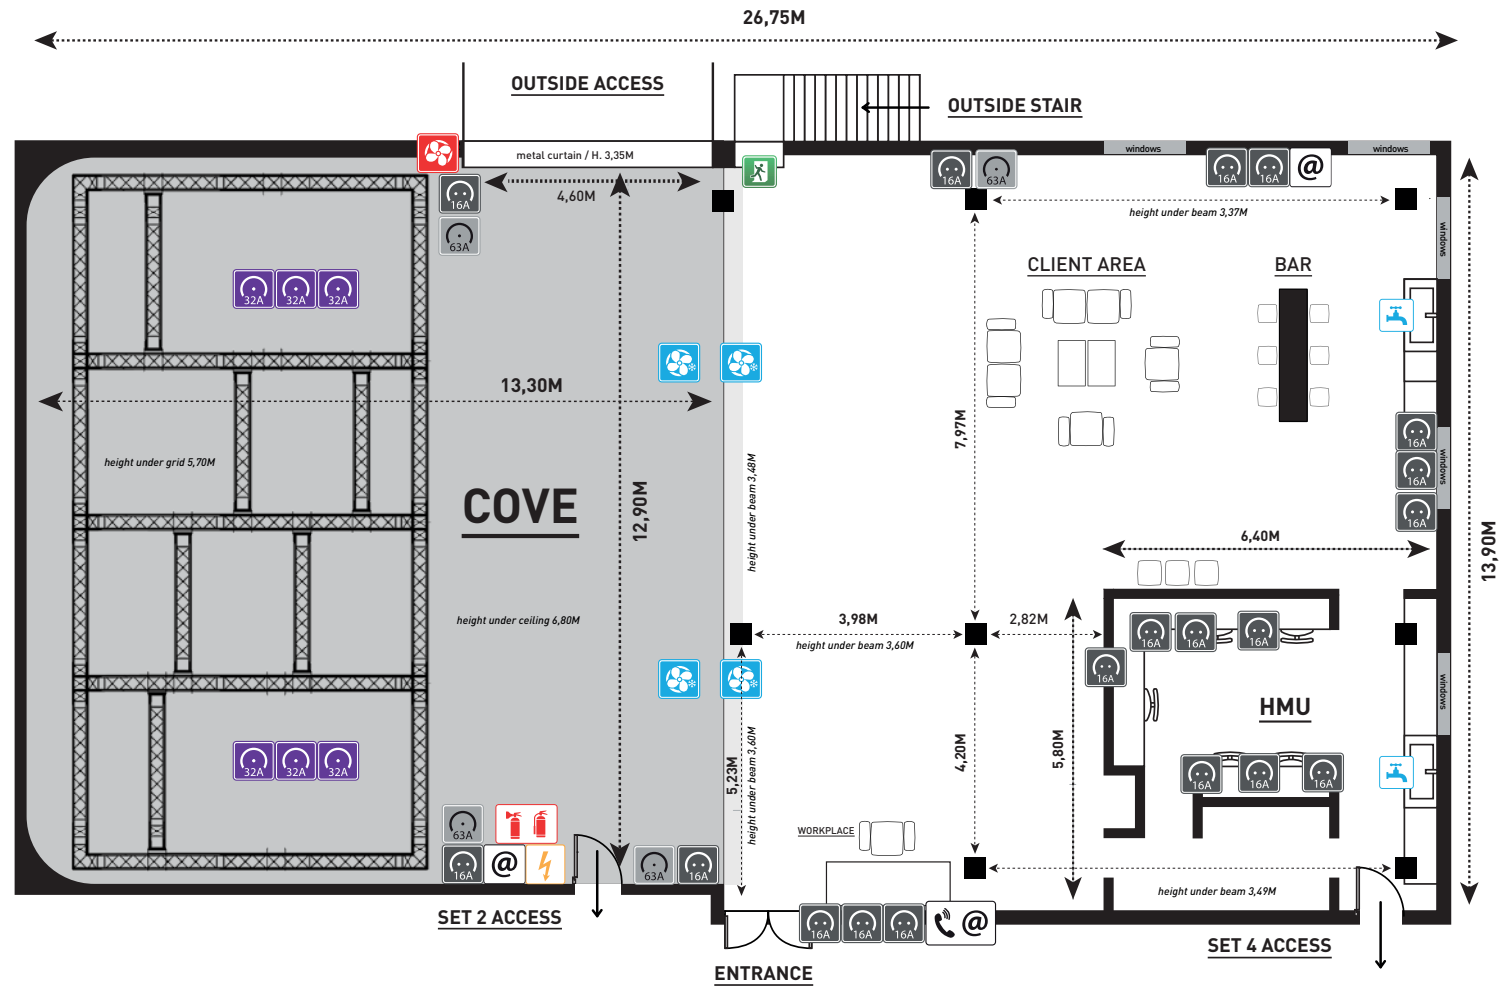 26,75M
OUTSIDE ACCESS
OUTSIDE STAIR
metal curtain / H. 3,35M
windows
windows
16A
63A
16A
16A
@
16A
4,60M
63A
height under beam 3,37M
windows
CLIENT AREA
BAR
32A
32A
32A
13,30M
7,97M
16A
16A
16A
windows
height under grid 5,70M
height under beam 3,48M
COVE
12,90M
6,40M
13,90M
height under ceiling 6,80M
3,98M
height under beam 3,60M
2,82M
16A
16A
16A
16A
windows
HMU
5,23M
height under beam 3,60M
4,20M
5,80M
32A
32A
32A
16A
16A
16A
63A
16A
@
63A
16A
WORKPLACE
height under beam 3,49M
16A
16A
16A
@
SET 2 ACCESS
SET 4 ACCESS
ENTRANCE